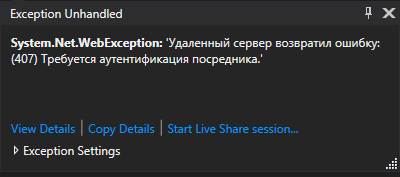 Exception Unhandled
System.Net.WebException: 'Удаленный сервер возвратил ошибку:
(407) Требуется аутентификация посредника.'
View Details | Copy Details | Start Live Share session...
Exception Settings